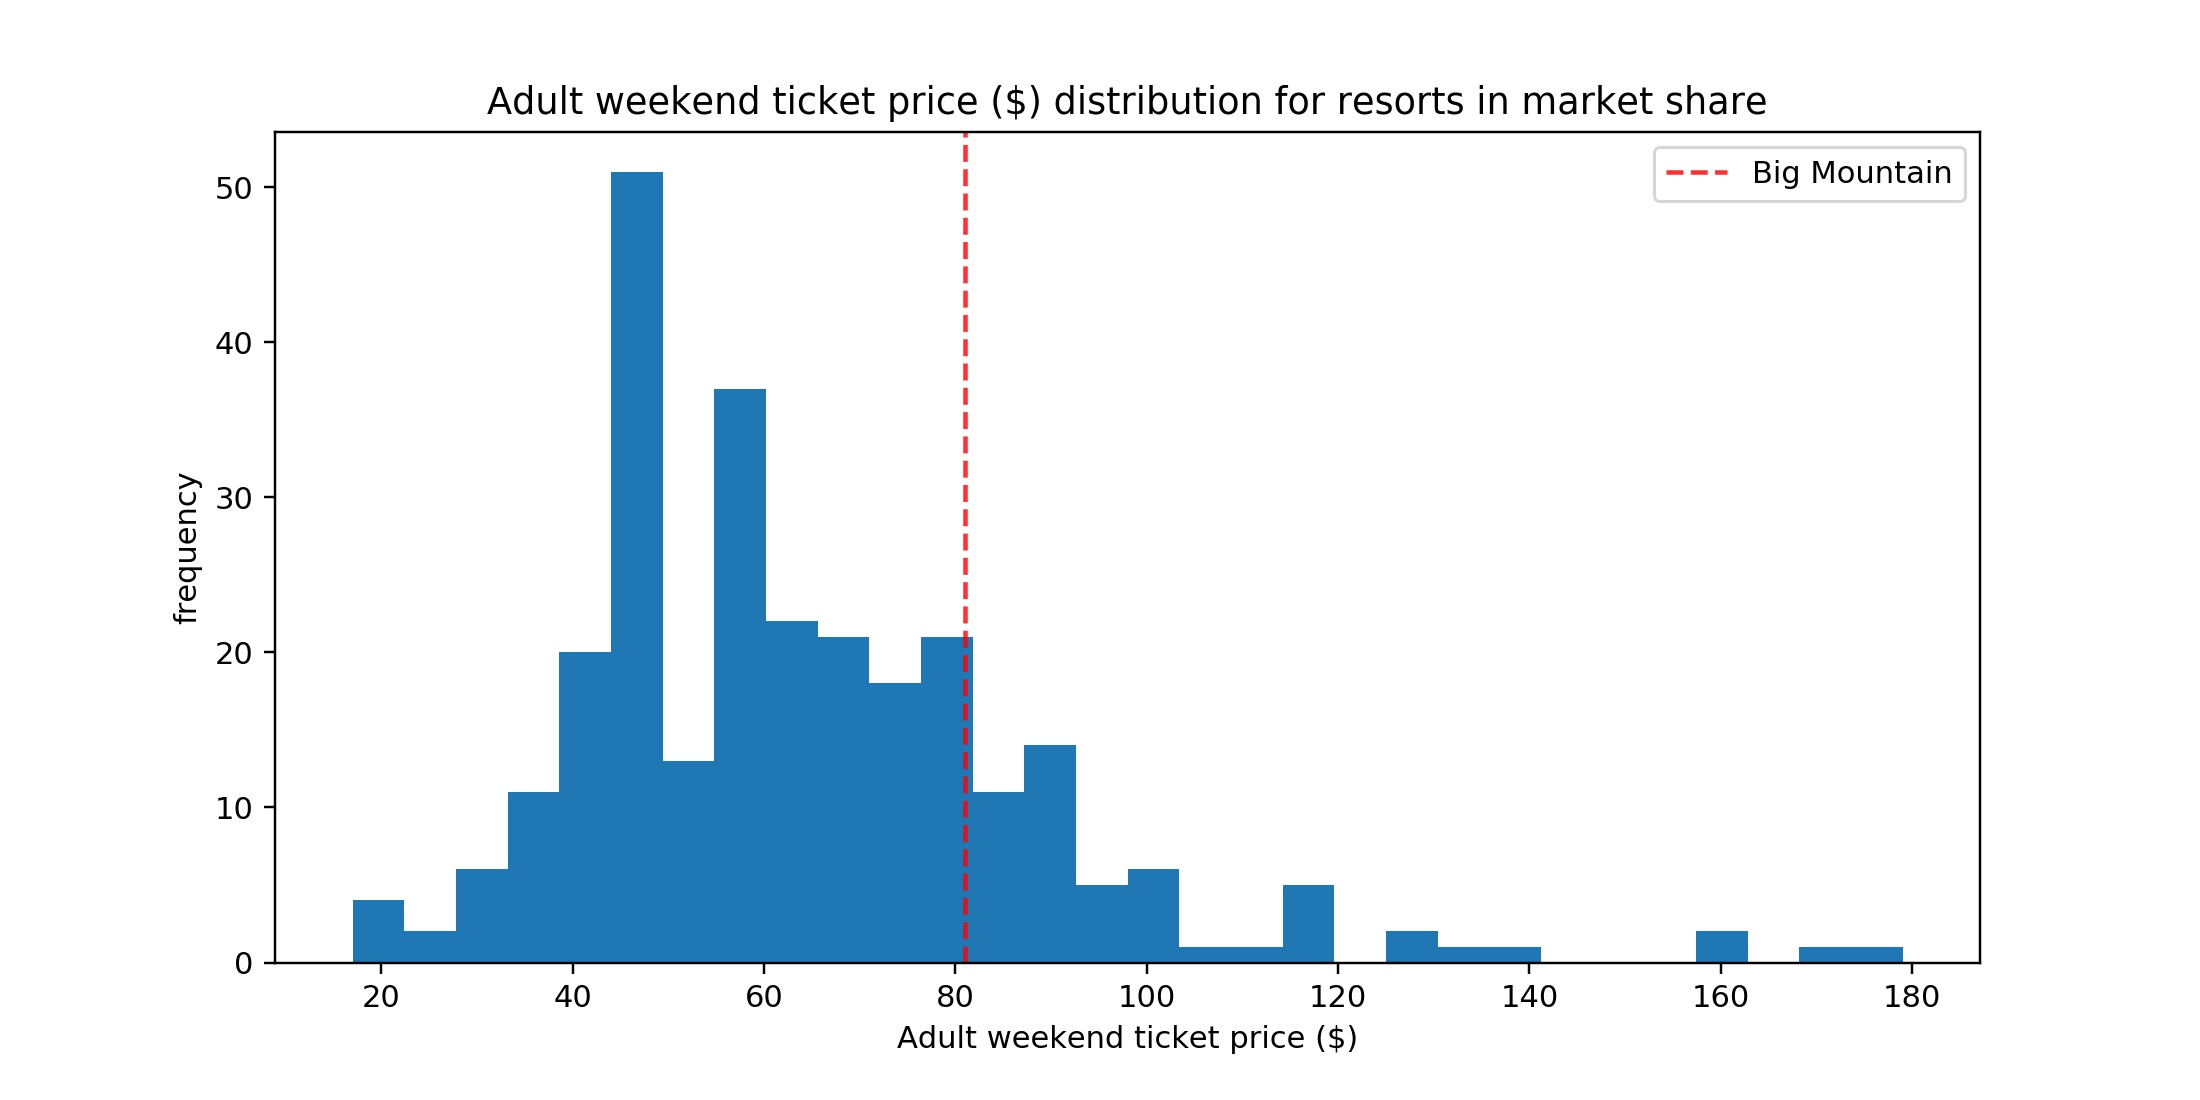 Adult weekend ticket price ($) distribution for resorts in market share
Big Mountain
frequency
50
40
30
20
10
0
20 40 60 80 100 120 140 160 180
Adult weekend ticket price ($)